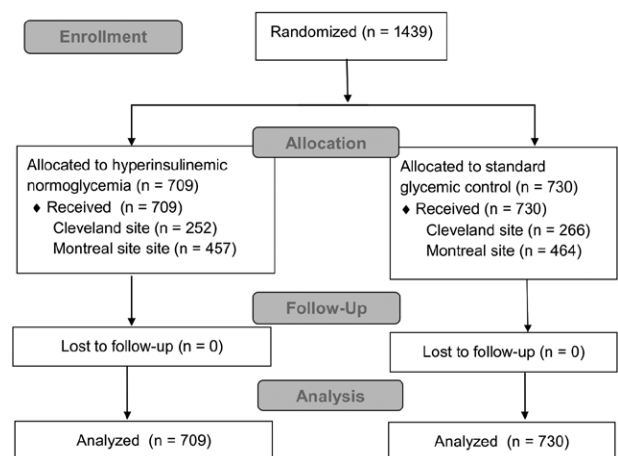 Enrollment
Randomized (n = 1439)
Allocation
Allocated to hyperinsulinemic
normoglycemia (n = 709)
♦ Received (n = 709)
Cleveland site (n = 252)
Montreal site site (n = 457)
Allocated to standard
glycemic control (n = 730)
♦ Received (n = 730)
Cleveland site (n = 266)
Montreal site (n = 464)
Follow-Up
Lost to follow-up (n = 0)
Lost to follow-up (n = 0)
Analysis
Analyzed (n = 709)
Analyzed (n = 730)